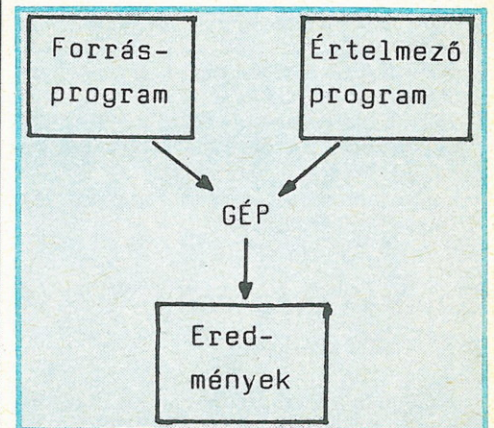 Forrás-
program
Értelmező
program
GÉP
Ered-
mények